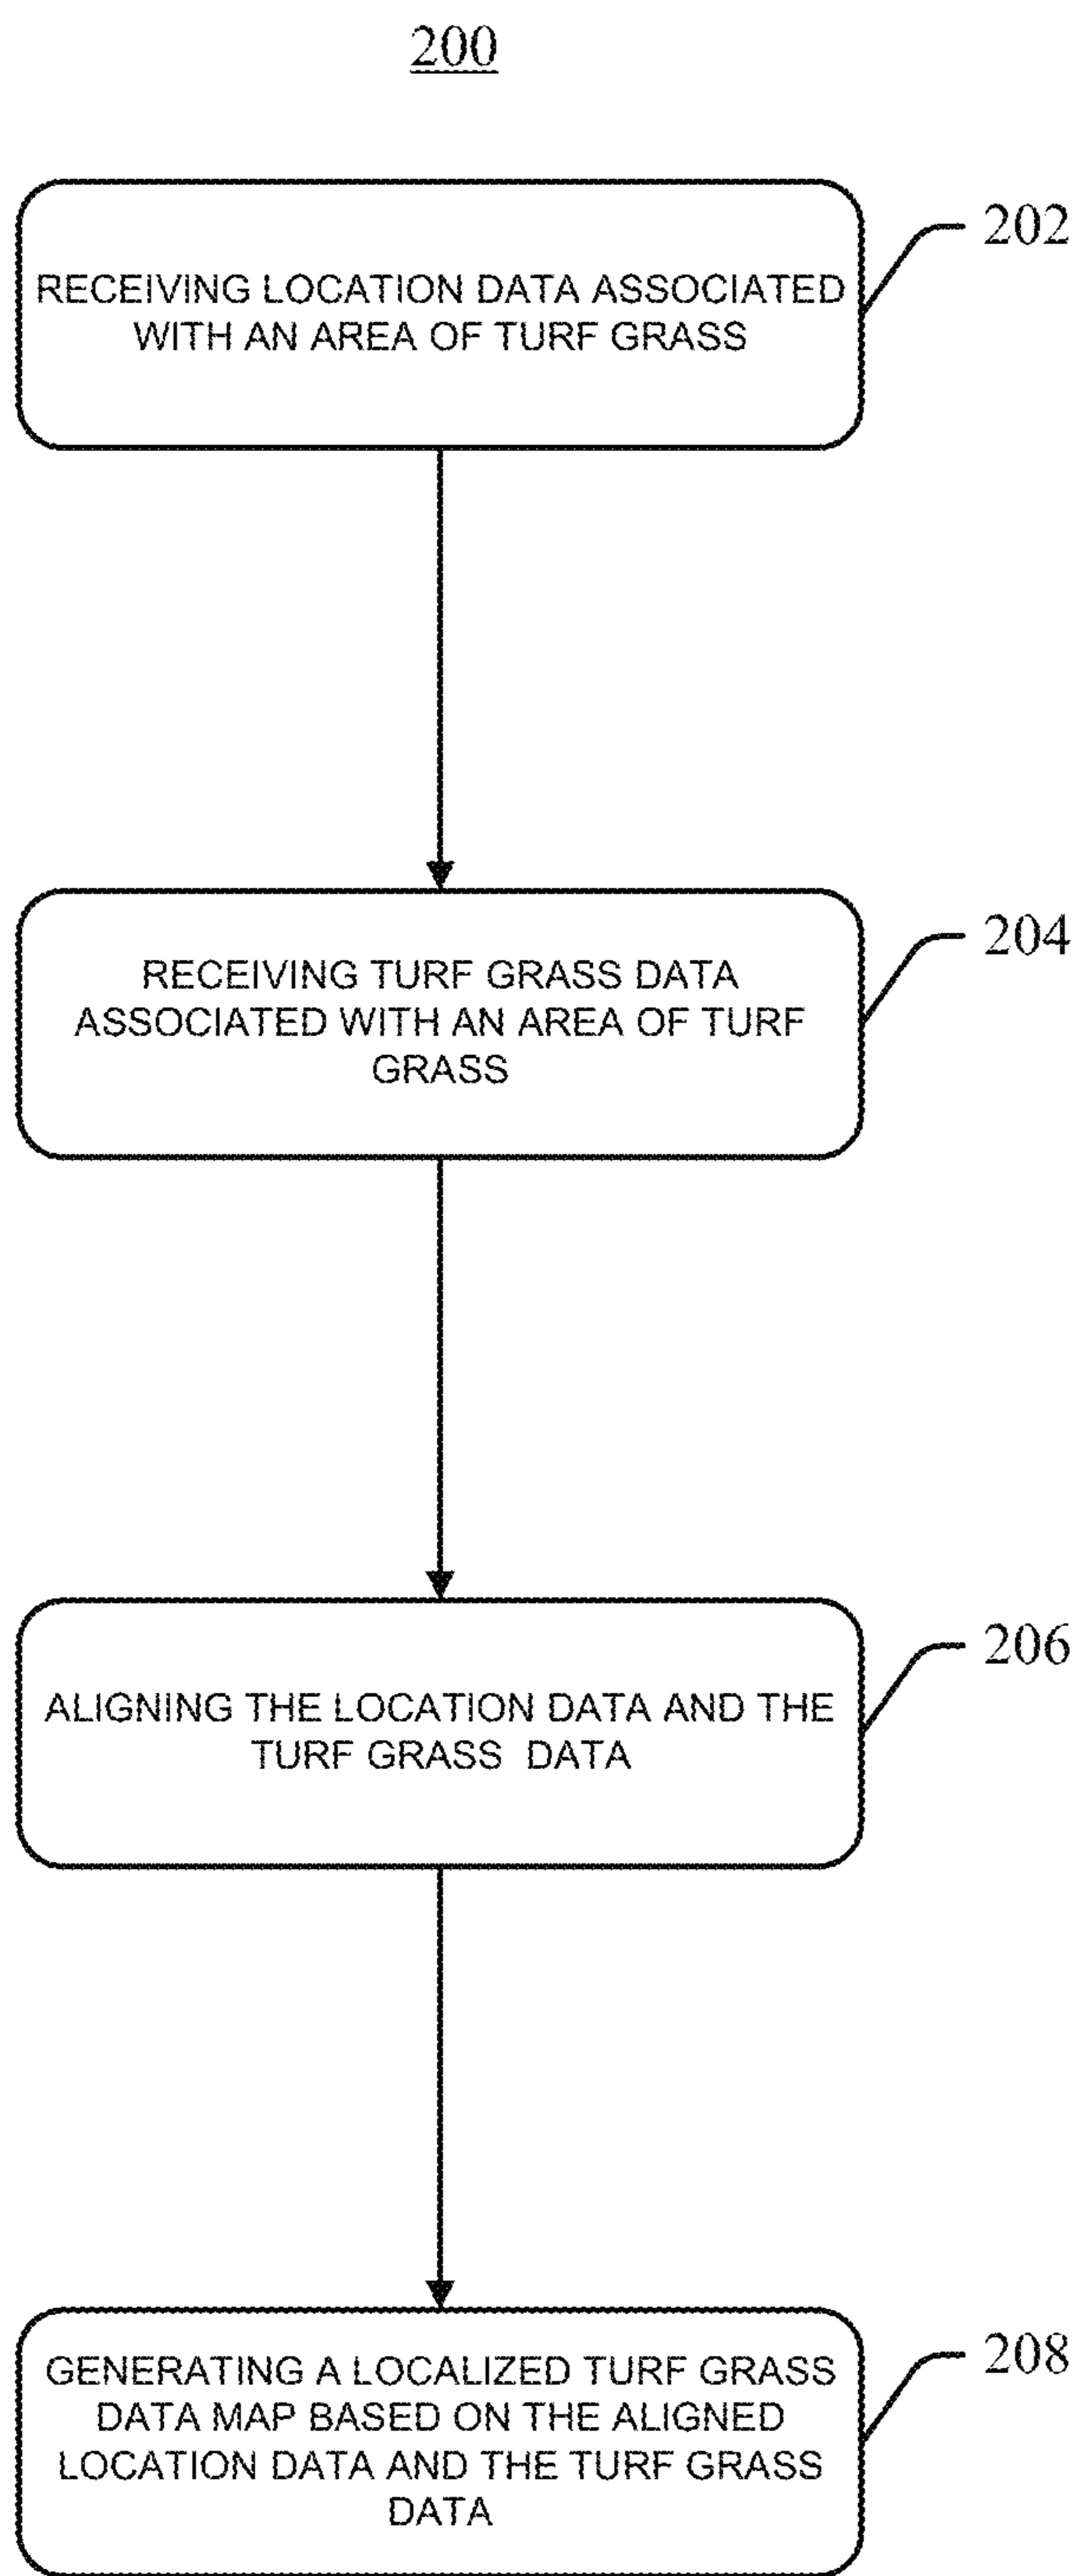 200
202
RECEIVING LOCATION DATA ASSOCIATED
WITH AN AREA OF TURF GRASS
204
RECEIVING TURF GRASS DATA
ASSOCIATED WITH AN AREA OF TURF
GRASS
206
ALIGNING THE LOCATION DATA AND THE
TURF GRASS DATA
208
GENERATING A LOCALIZED TURF GRASS
DATA MAP BASED ON THE ALIGNED
LOCATION DATA AND THE TURF GRASS
DATA